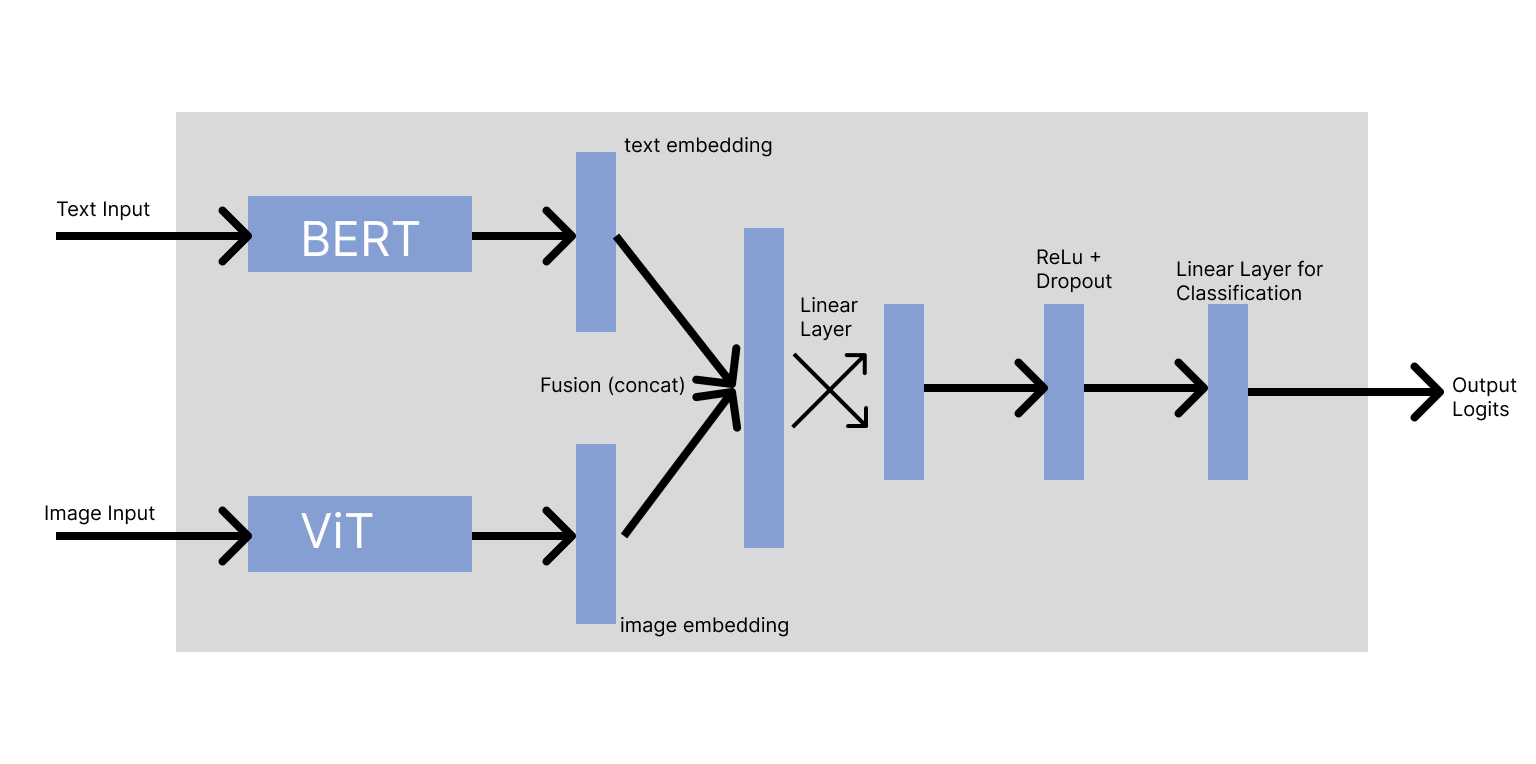 text embedding
Text Input
BERT
ReLu +
Dropout
Linear Layer for
Classification
Linear
Layer
Fusion (concat)
Output
Logits
Image Input
ViT
image embedding